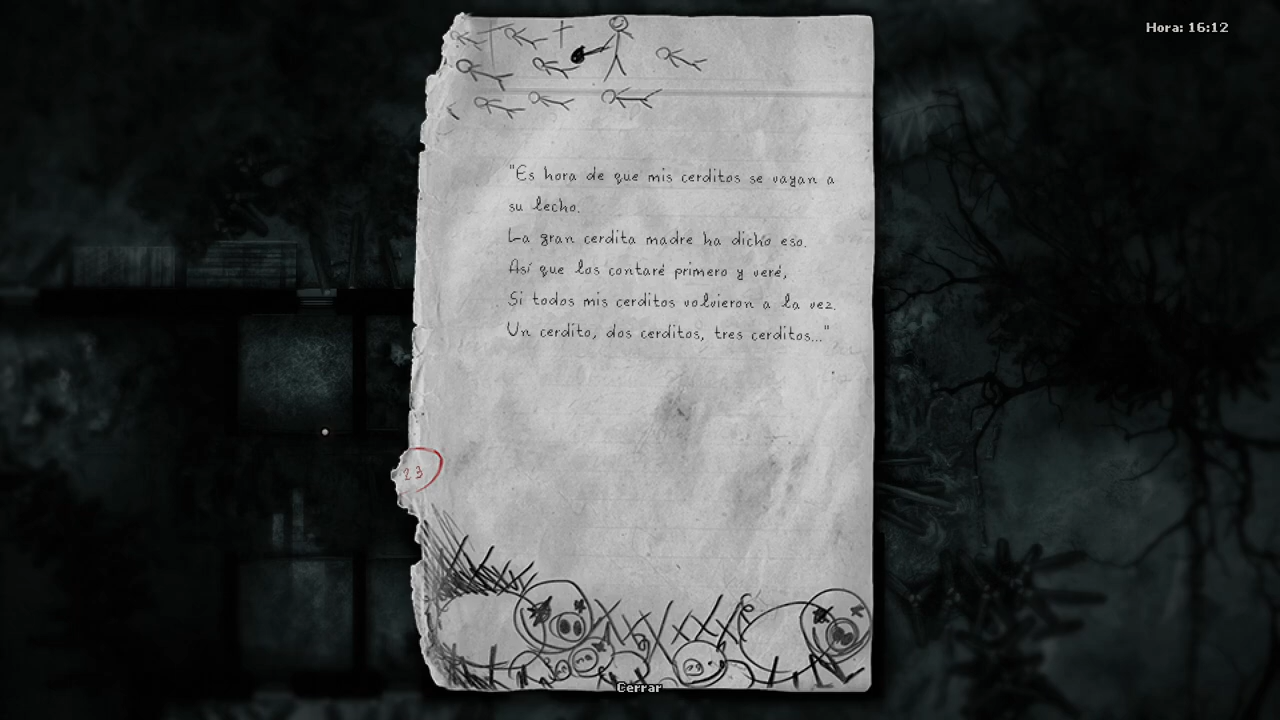 Hora: 16:12
"Es hora de que mis cerditos se vayan a
su lecho.
La gran cerdita madre ha dicho eso.
Así que los contaré primero y veré,
Si todos mis cerditos volvieron a la vez.
Un cerdito, dos cerditos, tres cerditos..."
23
Cerrar